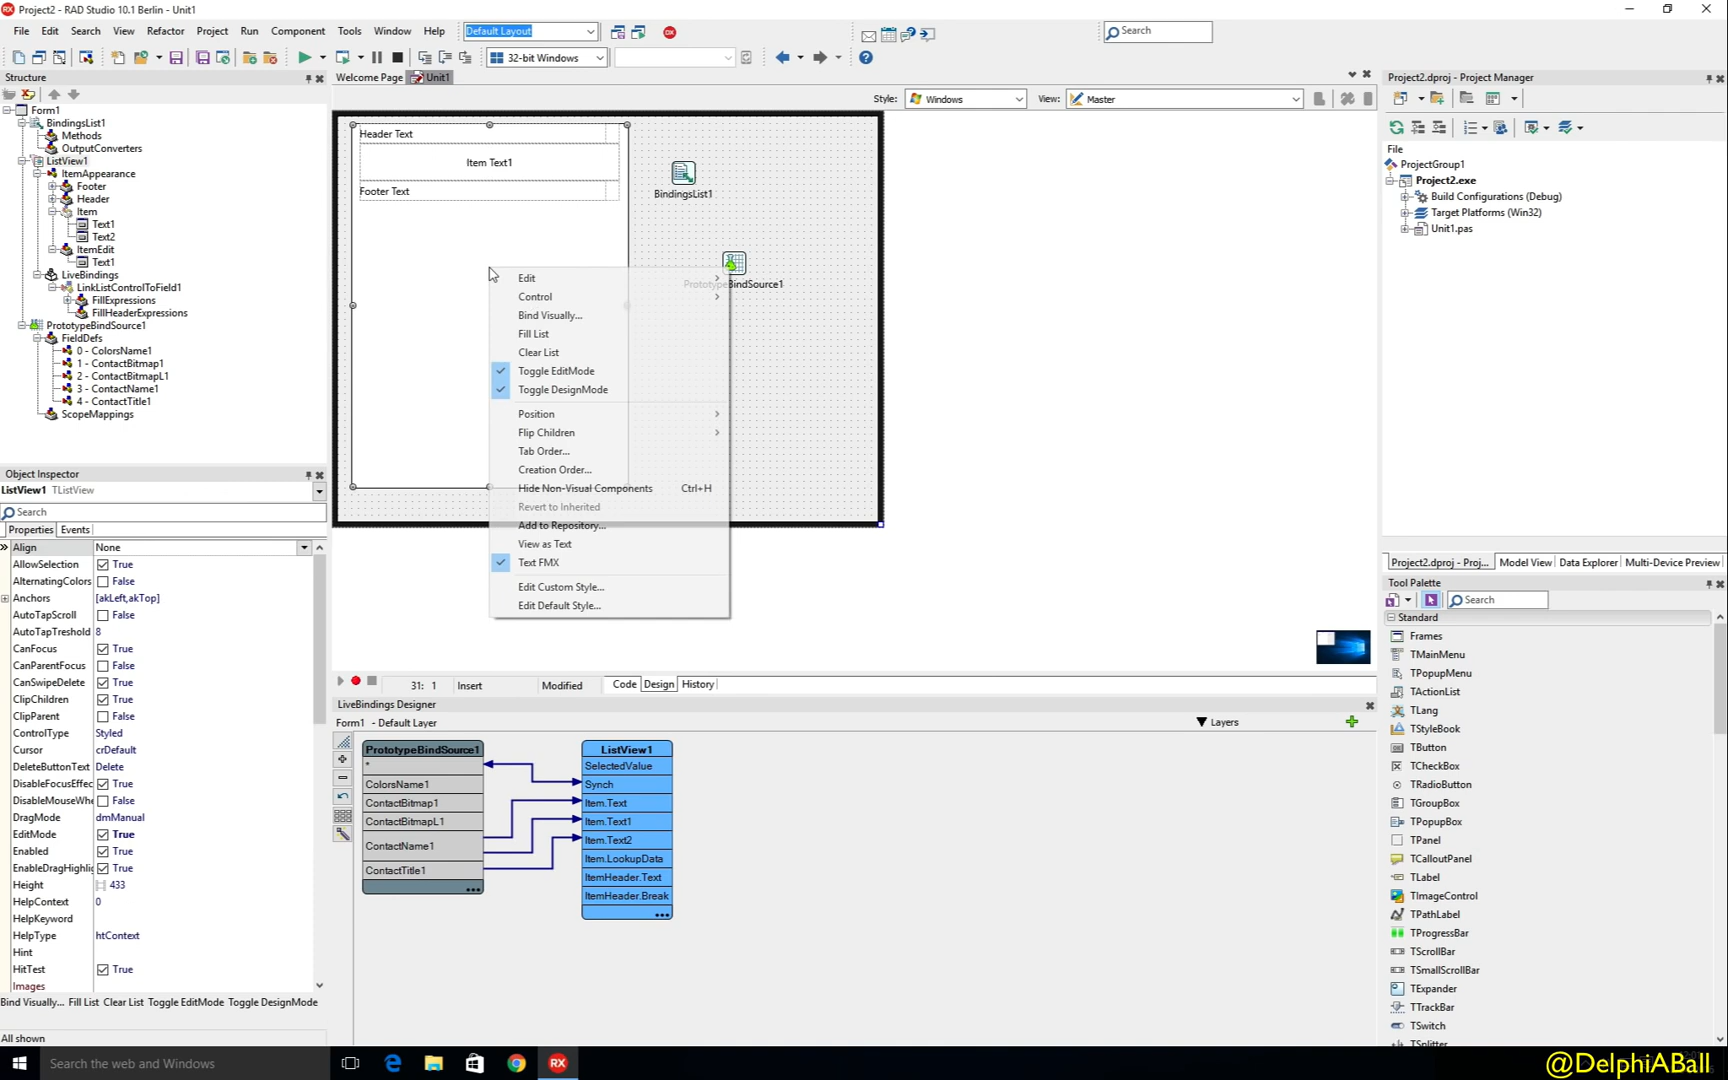 Project2 - RAD Studio 10.1 Berlin - Unit1
File Edit Search View Refactor Project Run Component Tools Window Help Default Layout Search
32-bit Windows
Structure
Form1
BindingsList1
Methods
OutputConverters
ListView1
ItemAppearance
Footer
Header
Item
Text1
Text2
ItemEdit
Text1
LiveBindings
LinkListControlToField1
FillExpressions
FillHeaderExpressions
PrototypeBindSource1
FieldDefs
0 - ColorsName1
1 - ContactBitmap1
2 - ContactBitmapL1
3 - ContactName1
4 - ContactTitle1
ScopeMappings
Object Inspector
ListView1 TListView
Search
Properties Events
Align None
AllowSelection True
AlternatingColors False
Anchors [akLeft,akTop]
AutoTapScroll False
AutoTapTreshold 8
CanFocus True
CanParentFocus False
CanSwipeDelete True
ClipChildren True
ClipParent False
ControlType Styled
Cursor crDefault
DeleteButtonText Delete
DisableFocusEffec True
DisableMouseWhe False
DragMode dmManual
EditMode True
Enabled True
EnableDragHighlig True
Height 433
HelpContext 0
HelpKeyword
HelpType htContext
Hint
HitTest True
Images
Bind Visually... Fill List Clear List Toggle EditMode Toggle DesignMode
All shown
Welcome Page Unit1
Style: Windows View: Master
Header Text
Item Text1
Footer Text
BindingsList1
PrototypeBindSource1
Edit
Control
Bind Visually...
Fill List
Clear List
Toggle EditMode
Toggle DesignMode
Position
Flip Children
Tab Order...
Creation Order...
Hide Non-Visual Components Ctrl+H
Revert to Inherited
Add to Repository...
View as Text
Text FMX
Edit Custom Style...
Edit Default Style...
31: 1 Insert Modified Code Design History
LiveBindings Designer
Form1 - Default Layer
Layers
PrototypeBindSource1
*
ColorsName1
ContactBitmap1
ContactBitmapL1
ContactName1
ContactTitle1
ListView1
SelectedValue
Synch
Item.Text
Item.Text1
Item.Text2
Item.LookupData
ItemHeader.Text
ItemHeader.Break
Project2.dproj - Project Manager
File
ProjectGroup1
Project2.exe
Build Configurations (Debug)
Target Platforms (Win32)
Unit1.pas
Project2.dproj - Proj... Model View Data Explorer Multi-Device Preview
Tool Palette
Search
Standard
Frames
TMainMenu
TPopupMenu
TActionList
TLang
TStyleBook
TButton
TCheckBox
TRadioButton
TGroupBox
TPopupBox
TPanel
TCalloutPanel
TLabel
TImageControl
TPathLabel
TProgressBar
TScrollBar
TSmallScrollBar
TExpander
TTrackBar
TSwitch
TSplitter
Search the web and Windows
@DelphiABall